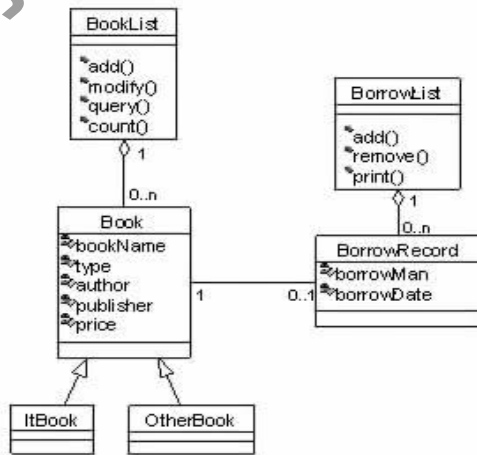 BookList
add()
modify()
query()
count()
1
0..n
Book
bookName
type
author
publisher
price
BorrowList
add()
remove()
print()
1
0..n
BorrowRecord
borrowMan
borrowDate
1
0..1
ItBook
OtherBook